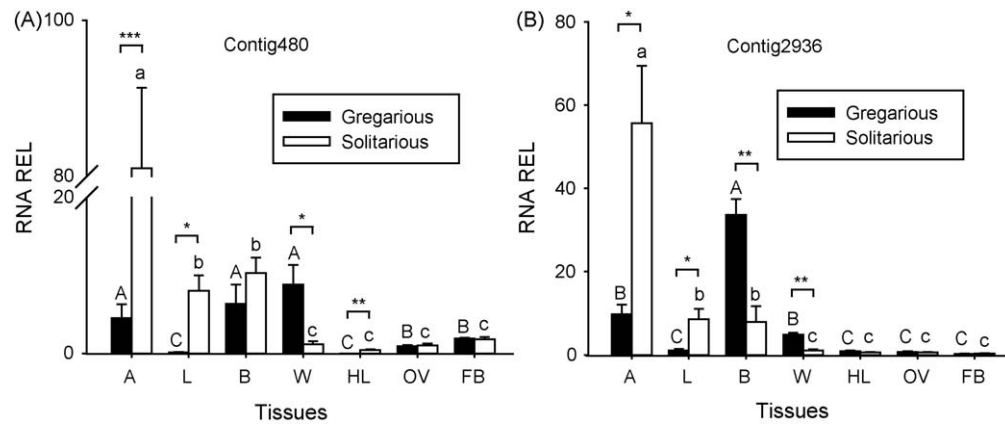 (A)
Contig480
Gregarious
Solitarious
RNA REL
100
80
20
0
***
a
A
*
C
b
A
b
*
A
c
**
C
c
B
c
B
c
A L B W HL OV FB
Tissues
(B)
Contig2936
Gregarious
Solitarious
RNA REL
80
60
40
20
0
*
B
a
*
C
b
**
A
b
**
B
c
C
c
C
c
C
c
A L B W HL OV FB
Tissues